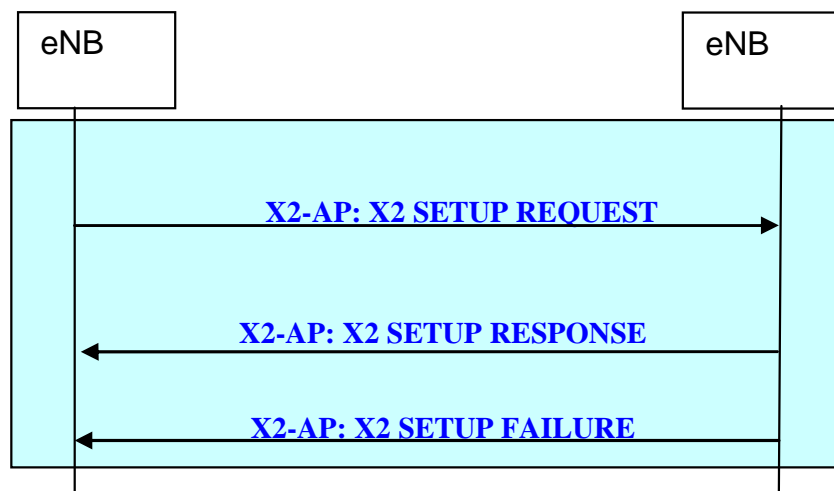 eNB
eNB
X2-AP: X2 SETUP REQUEST
X2-AP: X2 SETUP RESPONSE
X2-AP: X2 SETUP FAILURE